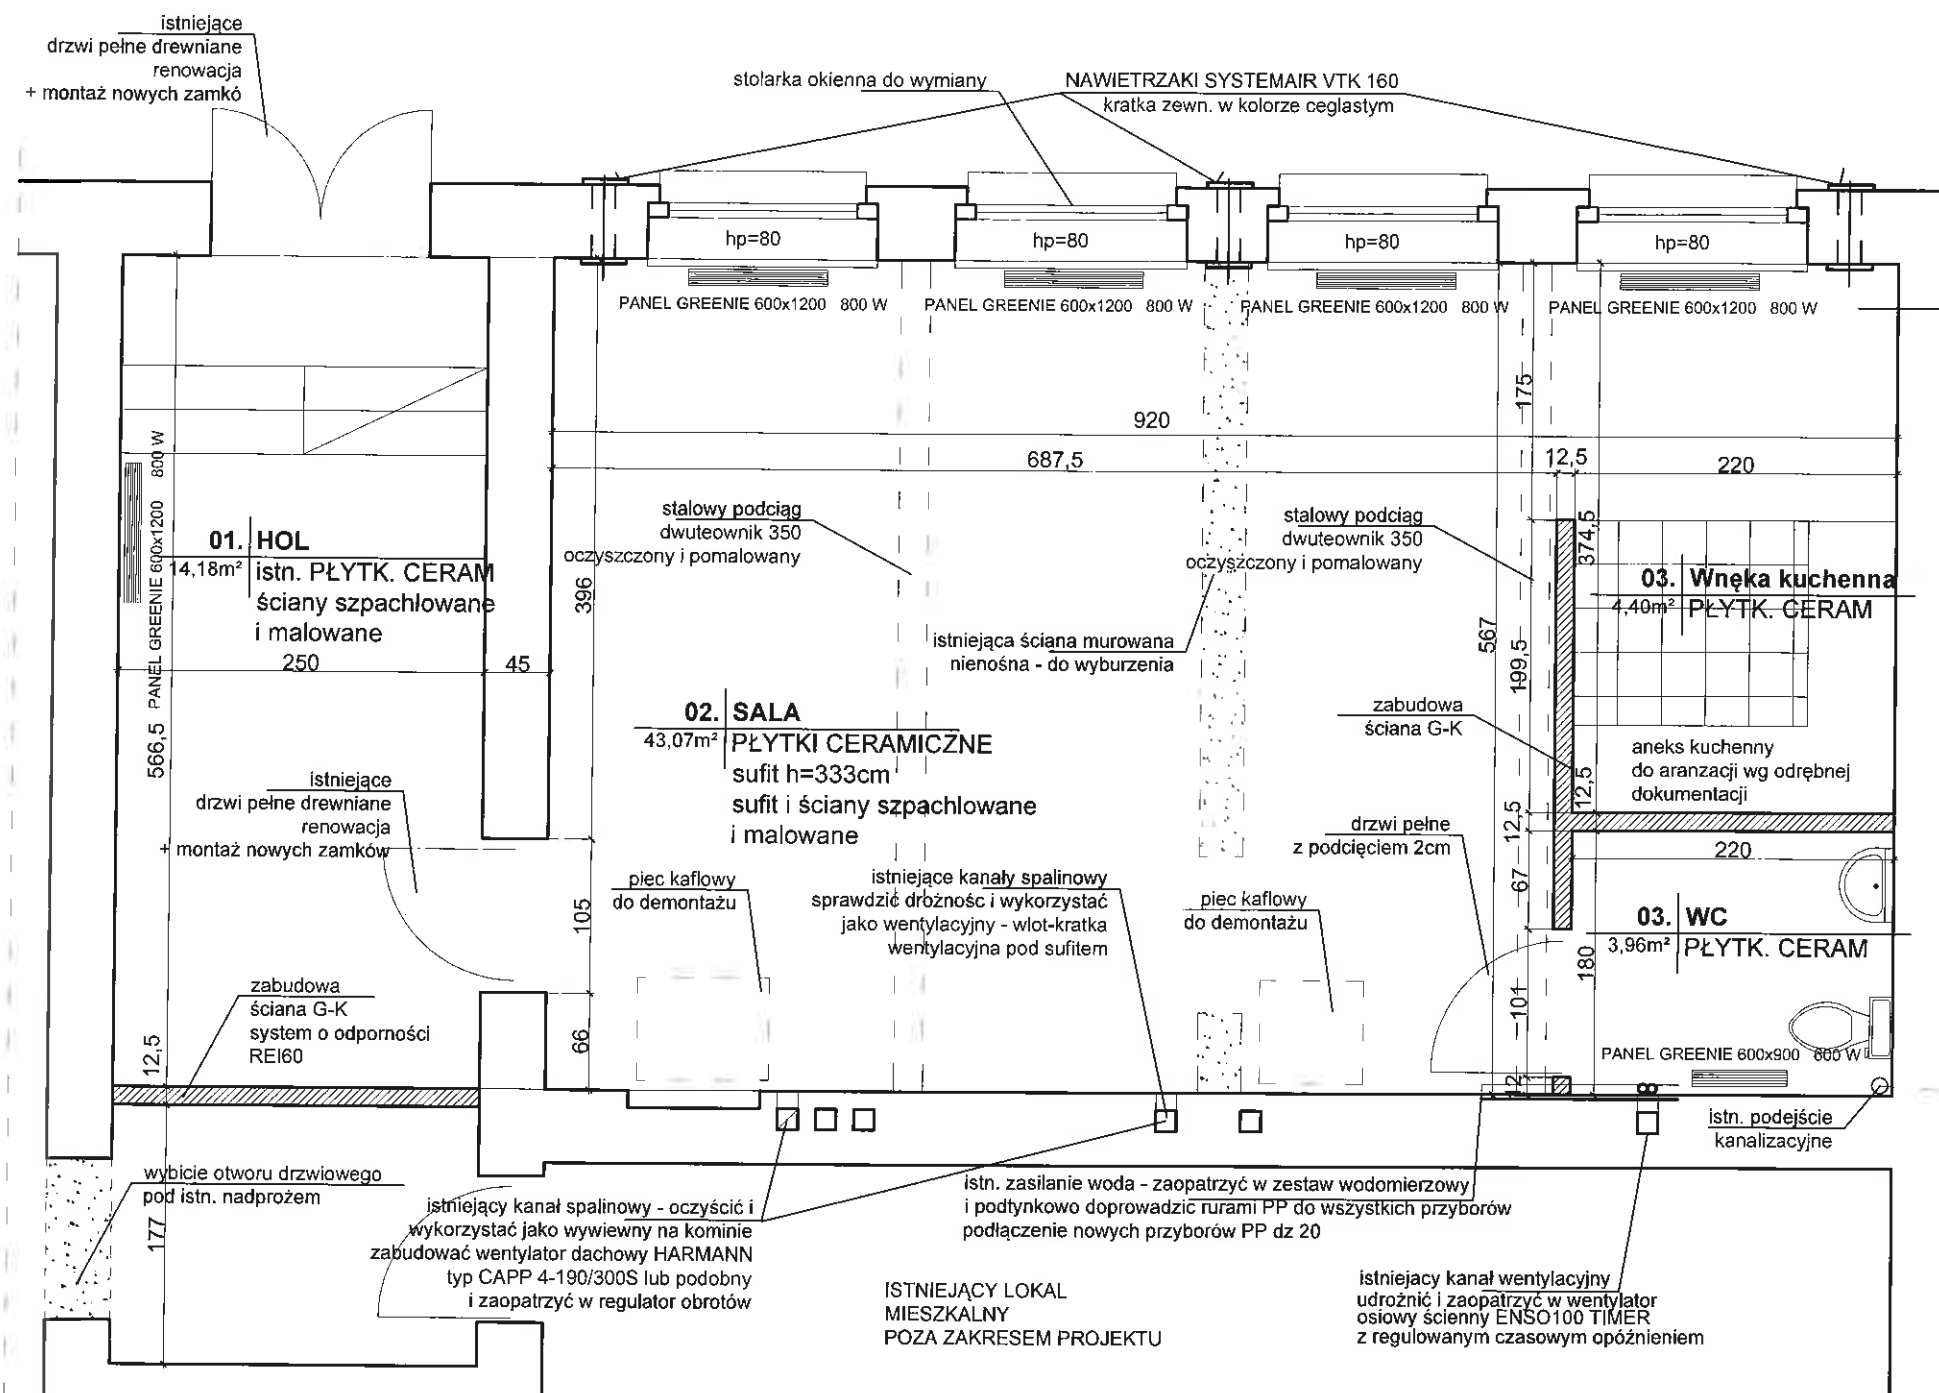 istniejące
drzwi pełne drewniane
renowacja
+ montaż nowych zamkó
stolarka okienna do wymiany
NAWIETRZAKI SYSTEMAIR VTK 160
kratka zewn. w kolorze ceglastym
hp=80
hp=80
hp=80
hp=80
PANEL GREENIE 600x1200 800 W
PANEL GREENIE 600x1200 800 W
PANEL GREENIE 600x1200 800 W
PANEL GREENIE 600x1200 800 W
175
920
687,5
12,5
220
PANEL GREENIE 600x1200 800 W
566,5
01. HOL
14,18m² istn. PŁYTK. CERAM
ściany szpachlowane
i malowane
250
45
396
stalowy podciąg
dwuteownik 350
oczyszczony i pomalowany
stalowy podciąg
dwuteownik 350
oczyszczony i pomalowany
374,5
03. Wnęka kuchenna
4,40m² PŁYTK. CERAM
istniejąca ściana murowana
nienośna - do wyburzenia
567
199,5
02. SALA
43,07m² PŁYTKI CERAMICZNE
sufit h=333cm
sufit i ściany szpachlowane
i malowane
zabudowa
ściana G-K
aneks kuchenny
do aranzacji wg odrębnej
dokumentacji
12,5
12,5
istniejące
drzwi pełne drewniane
renowacja
+ montaż nowych zamków
drzwi pełne
z podcięciem 2cm
220
67
piec kaflowy
do demontażu
105
istniejące kanały spalinowy
sprawdzić drożnośc i wykorzystać
jako wentylacyjny - wlot-kratka
wentylacyjna pod sufitem
piec kaflowy
do demontażu
03. WC
3,96m² PŁYTK. CERAM
180
101
zabudowa
ściana G-K
system o odporności
REI60
12,5
66
PANEL GREENIE 600x900 600 W
12
istn. podejście
kanalizacyjne
wybicie otworu drzwiowego
pod istn. nadprożem
177
istniejący kanał spalinowy - oczyścić i
wykorzystać jako wywiewny na kominie
zabudować wentylator dachowy HARMANN
typ CAPP 4-190/300S lub podobny
i zaopatrzyć w regulator obrotów
istn. zasilanie woda - zaopatrzyć w zestaw wodomierzowy
i podtynkowo doprowadzić rurami PP do wszystkich przyborów
podłączenie nowych przyborów PP dz 20
ISTNIEJĄCY LOKAL
MIESZKALNY
POZA ZAKRESEM PROJEKTU
istniejacy kanał wentylacyjny
udrożnić i zaopatrzyć w wentylator
osiowy ścienny ENSO100 TIMER
z regulowanym czasowym opóźnieniem